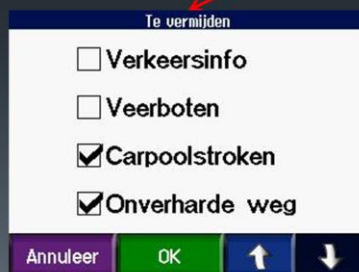 Te vermijden
Verkeersinfo
Veerboten
Carpoolstroken
Onverharde weg
Annuleer OK